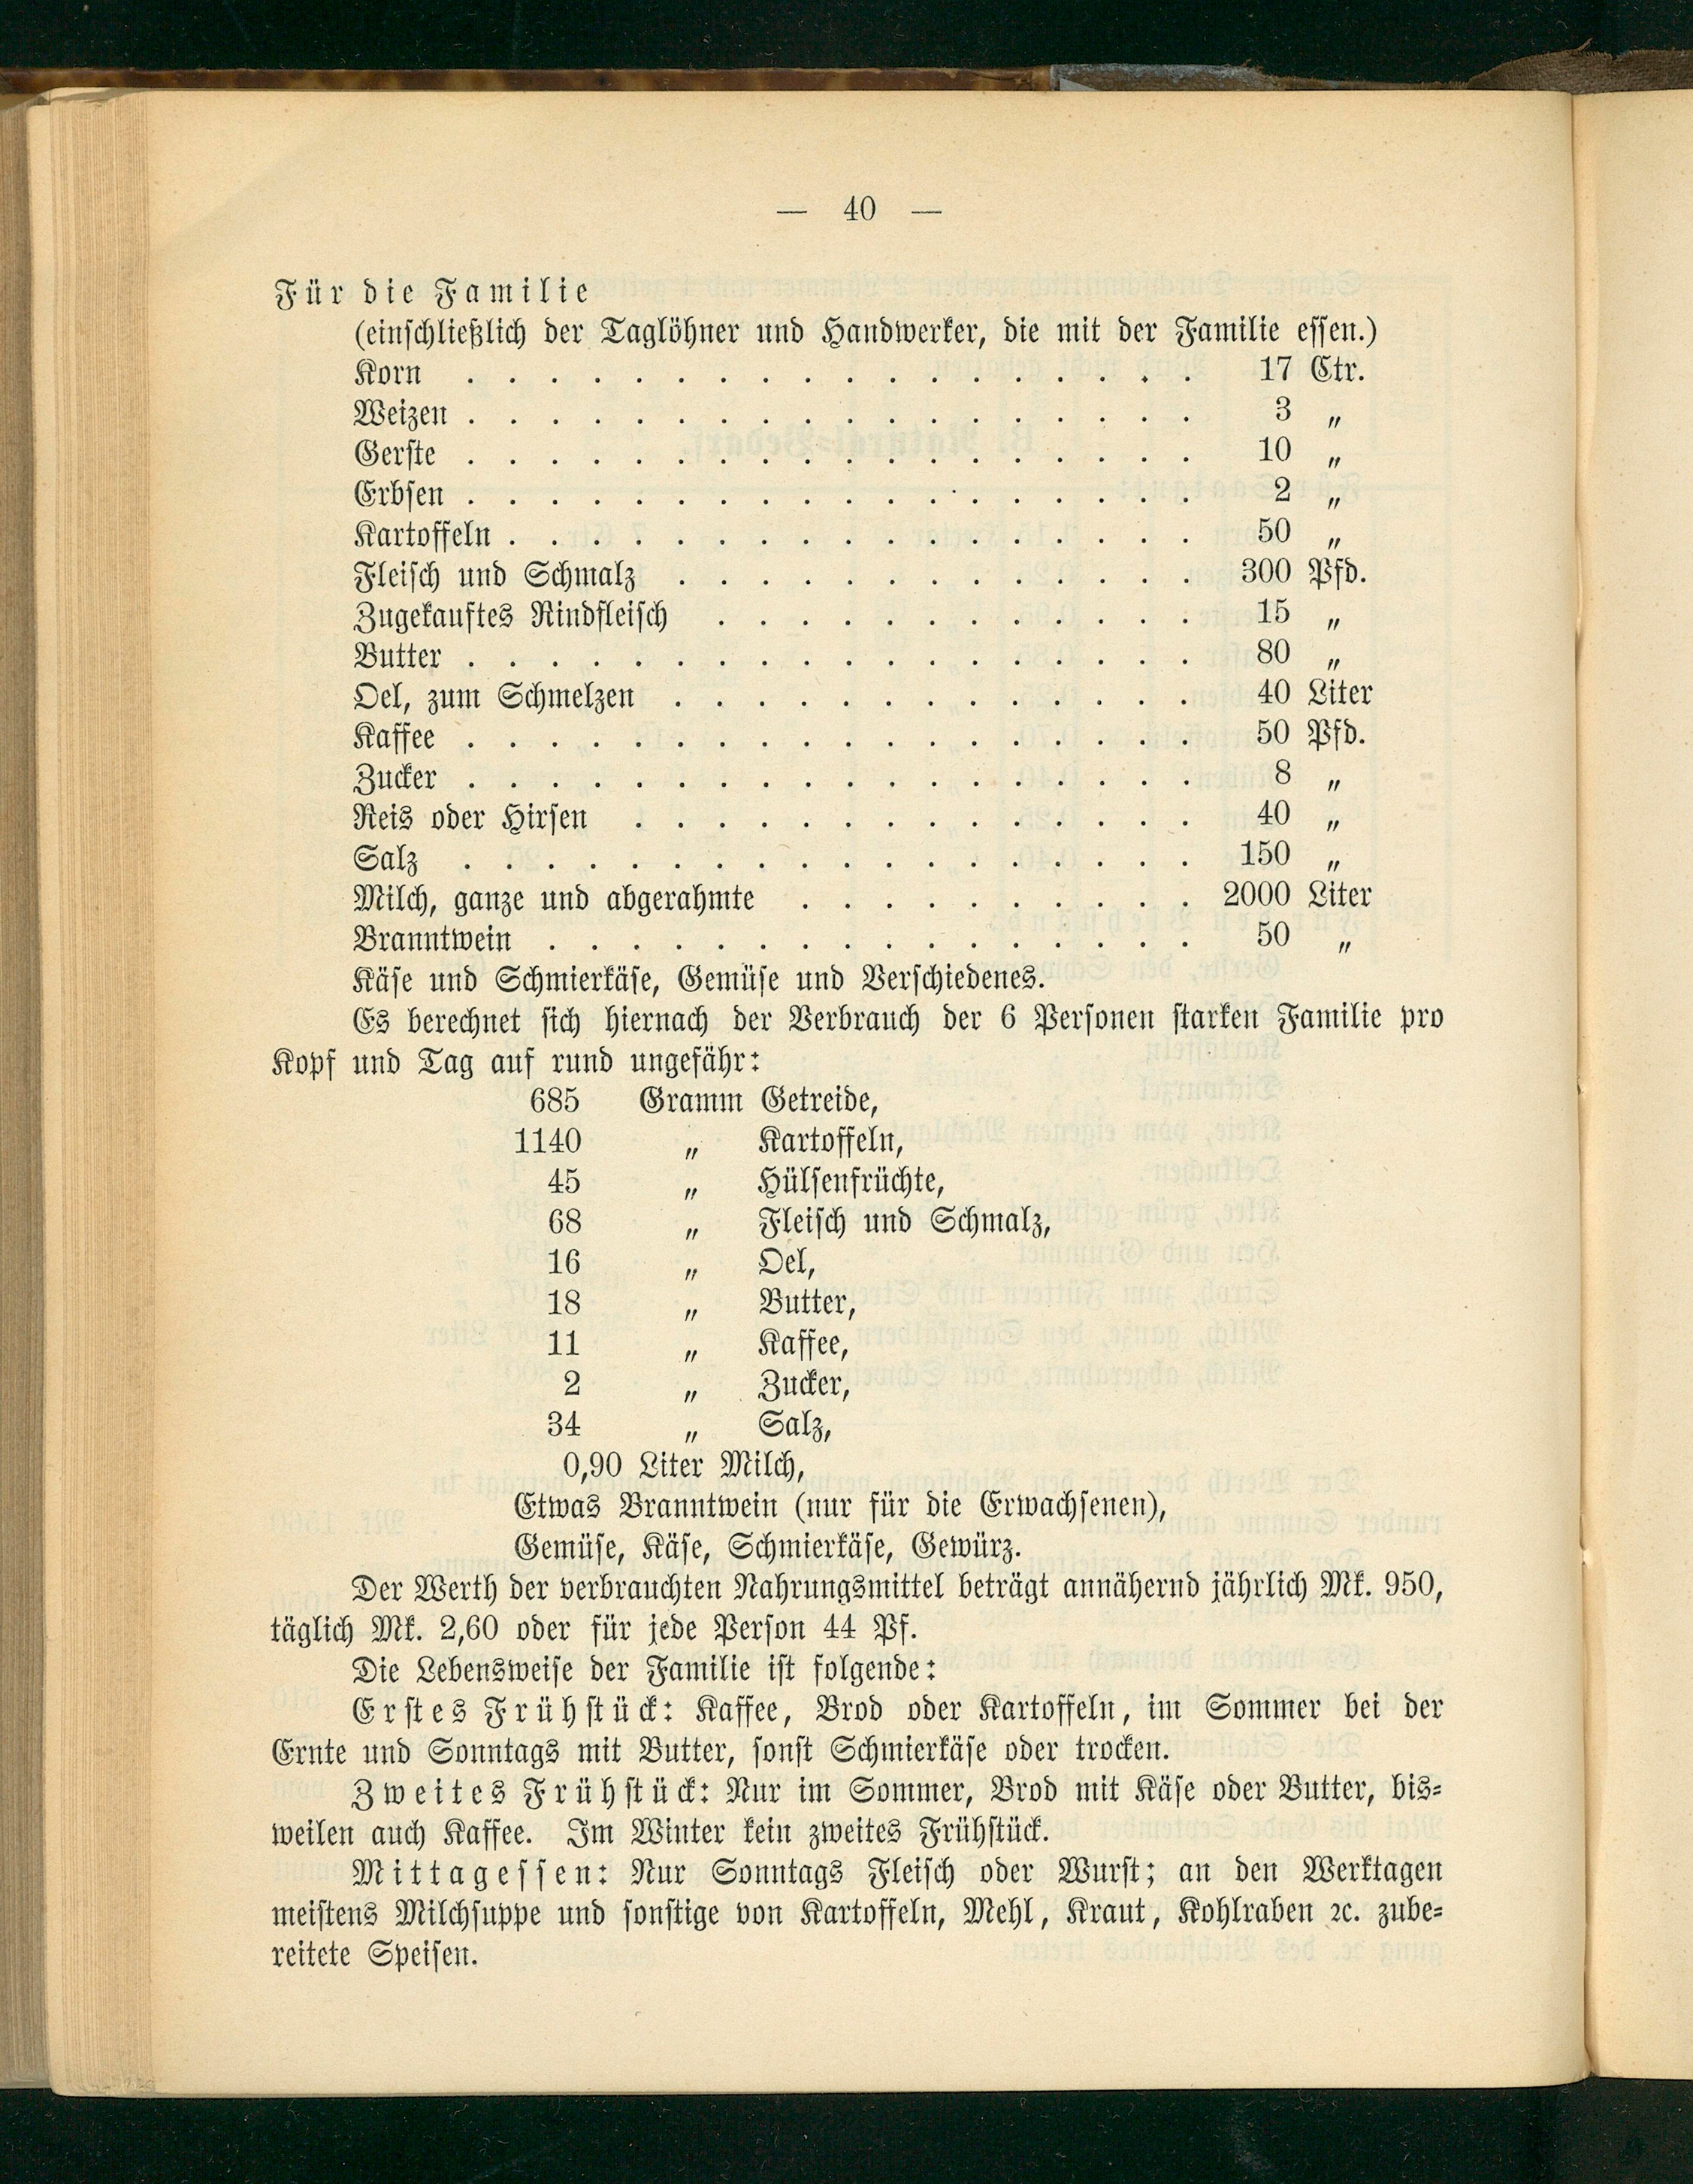 — 40 —
Für die Familie
(einschließlich der Taglöhner und Handwerker, die mit der Familie essen.)
Korn . . . . . . . . . . . . . . . . . . 17 Ctr.
Weizen . . . . . . . . . . . . . . . . . . 3 „
Gerste . . . . . . . . . . . . . . . . . . 10 „
Erbsen . . . . . . . . . . . . . . . . . . 2 „
Kartoffeln . . . . . . . . . . . . . . . . . 50 „
Fleisch und Schmalz . . . . . . . . . . . . . 300 Pfd.
Zugekauftes Rindfleisch . . . . . . . . . . . . 15 „
Butter . . . . . . . . . . . . . . . . . . 80 „
Oel, zum Schmelzen . . . . . . . . . . . . . 40 Liter
Kaffee . . . . . . . . . . . . . . . . . . 50 Pfd.
Zucker . . . . . . . . . . . . . . . . . . 8 „
Reis oder Hirsen . . . . . . . . . . . . . . 40 „
Salz . . . . . . . . . . . . . . . . . . 150 „
Milch, ganze und abgerahmte . . . . . . . . . . 2000 Liter
Branntwein . . . . . . . . . . . . . . . . 50 „
Käse und Schmierkäse, Gemüse und Verschiedenes.
Es berechnet sich hiernach der Verbrauch der 6 Personen starken Familie pro
Kopf und Tag auf rund ungefähr:
685 Gramm Getreide,
1140 „ Kartoffeln,
45 „ Hülsenfrüchte,
68 „ Fleisch und Schmalz,
16 „ Oel,
18 „ Butter,
11 „ Kaffee,
2 „ Zucker,
34 „ Salz,
0,90 Liter Milch,
Etwas Branntwein (nur für die Erwachsenen),
Gemüse, Käse, Schmierkäse, Gewürz.
Der Werth der verbrauchten Nahrungsmittel beträgt annähernd jährlich Mk. 950,
täglich Mk. 2,60 oder für jede Person 44 Pf.
Die Lebensweise der Familie ist folgende:
Erstes Frühstück: Kaffee, Brod oder Kartoffeln, im Sommer bei der
Ernte und Sonntags mit Butter, sonst Schmierkäse oder trocken.
Zweites Frühstück: Nur im Sommer, Brod mit Käse oder Butter, bis-
weilen auch Kaffee. Im Winter kein zweites Frühstück.
Mittagessen: Nur Sonntags Fleisch oder Wurst; an den Werktagen
meistens Milchsuppe und sonstige von Kartoffeln, Mehl, Kraut, Kohlraben ꝛc. zube-
reitete Speisen.